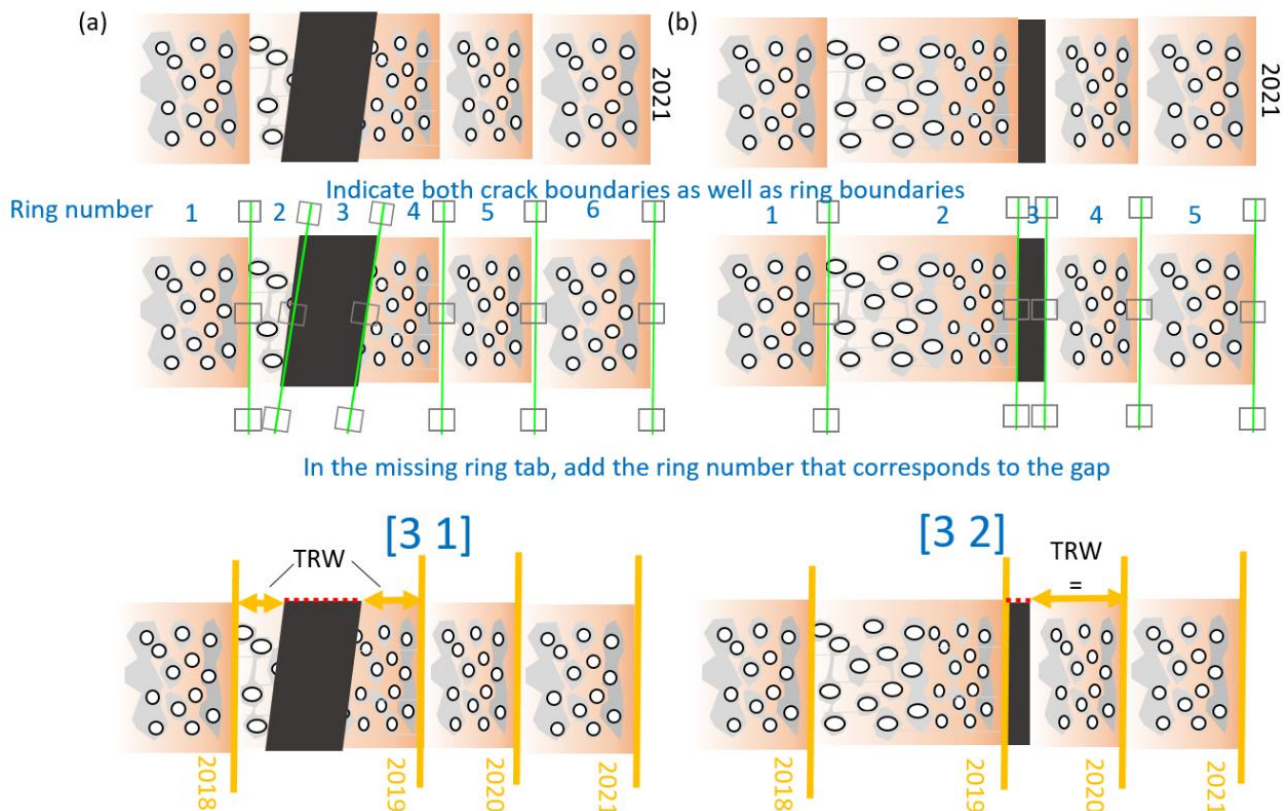 (a)
2021
(b)
2021
Indicate both crack boundaries as well as ring boundaries
Ring number 1 2 3 4 5 6
1 2 3 4 5
In the missing ring tab, add the ring number that corresponds to the gap
[3 1]
TRW
2018 2019 2020 2021
[3 2]
TRW
=
2018 2019 2020 2021